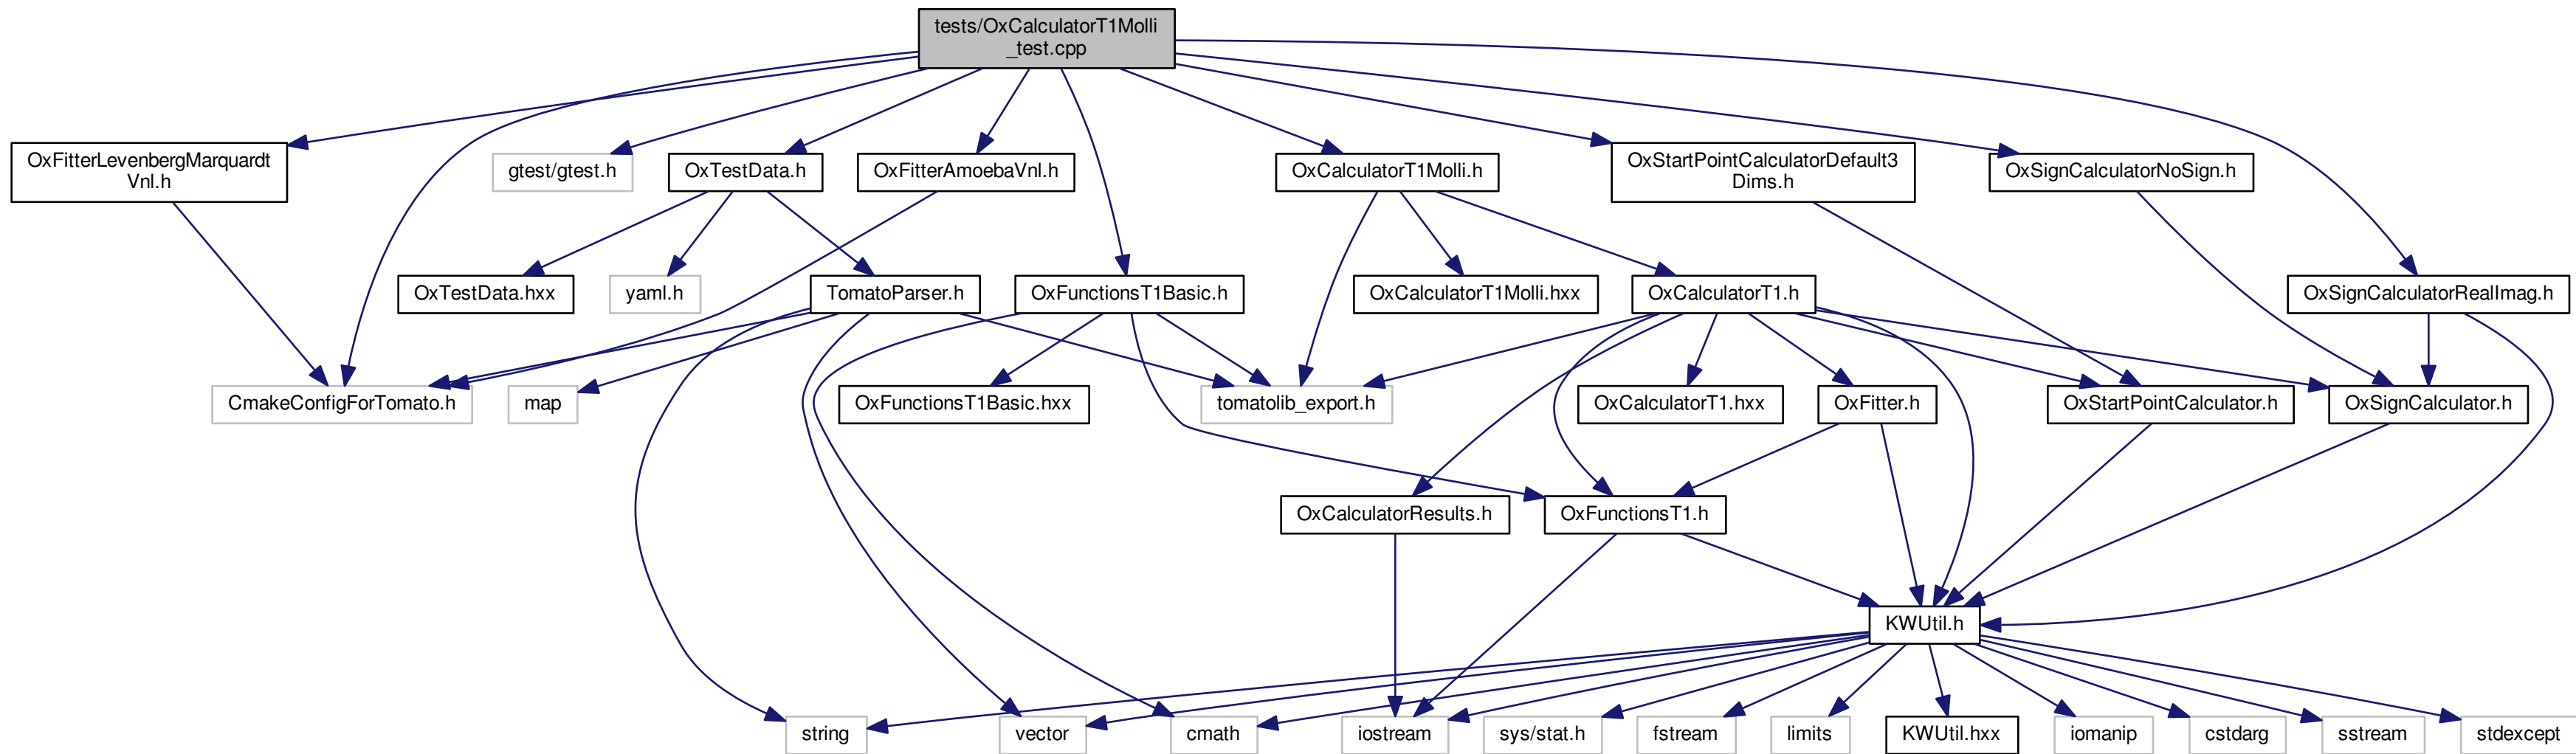 tests/OxCalculatorT1Molli
_test.cpp
OxFitterLevenbergMarquardt
Vnl.h
gtest/gtest.h
OxTestData.h
OxFitterAmoebaVnl.h
OxCalculatorT1Molli.h
OxStartPointCalculatorDefault3
Dims.h
OxSignCalculatorNoSign.h
OxTestData.hxx
yaml.h
TomatoParser.h
OxFunctionsT1Basic.h
OxCalculatorT1Molli.hxx
OxCalculatorT1.h
OxSignCalculatorRealImag.h
CmakeConfigForTomato.h
map
OxFunctionsT1Basic.hxx
tomatolib_export.h
OxCalculatorT1.hxx
OxFitter.h
OxStartPointCalculator.h
OxSignCalculator.h
OxCalculatorResults.h
OxFunctionsT1.h
KWUtil.h
string
vector
cmath
iostream
sys/stat.h
fstream
limits
KWUtil.hxx
iomanip
cstdarg
sstream
stdexcept